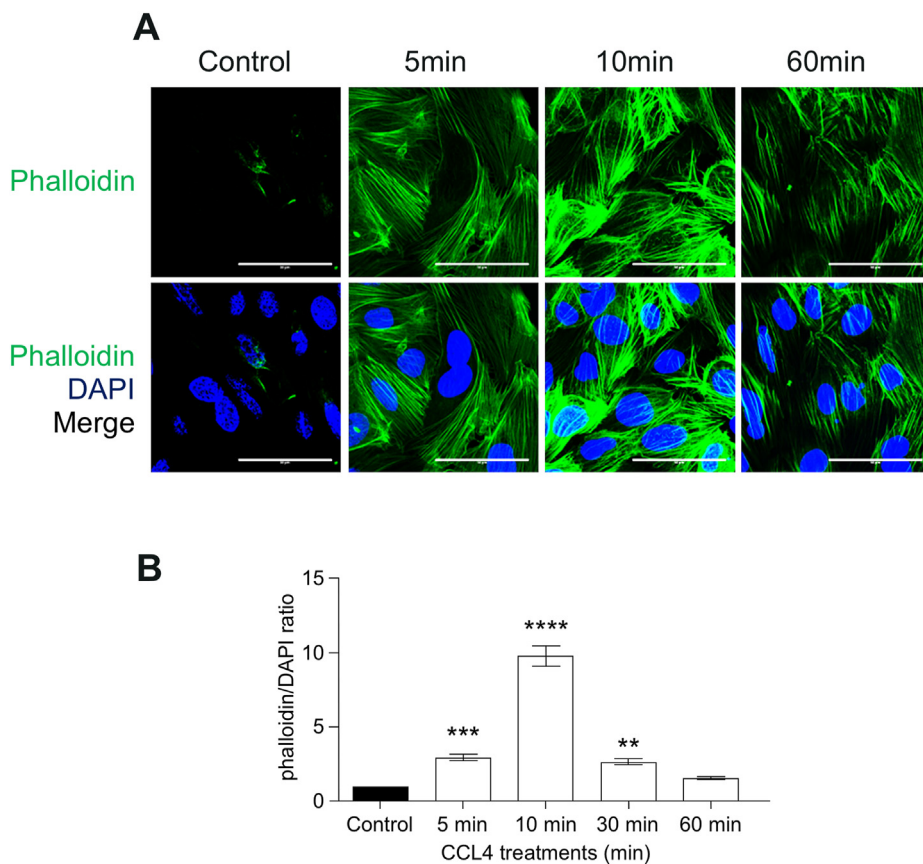 A
Control 5min 10min 60min
Phalloidin
Phalloidin
DAPI
Merge
B
phalloidin/DAPI ratio
15
10
5
0
***
****
**
Control 5 min 10 min 30 min 60 min
CCL4 treatments (min)